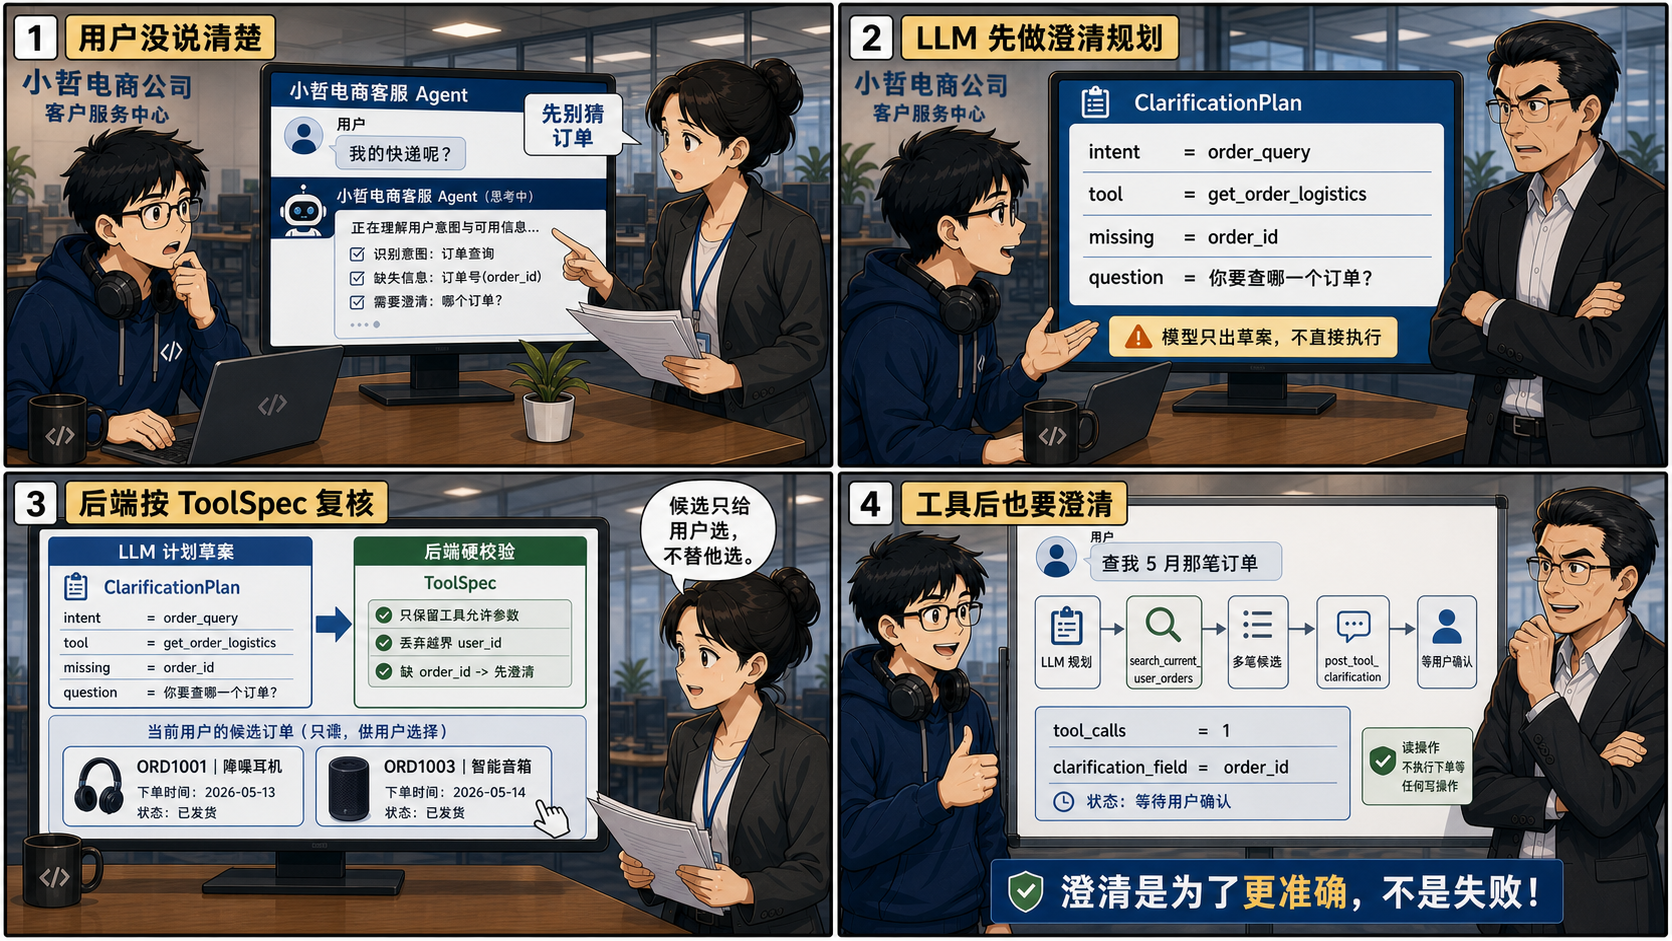 1
用户没说清楚
小哲电商公司
客户服务中心
小哲电商客服 Agent
用户
我的快递呢？
先别猜
订单
小哲电商客服 Agent（思考中）
正在理解用户意图与可用信息...
识别意图：订单查询
缺失信息：订单号(order_id)
需要澄清：哪个订单？
</>
</>
</>
2
LLM 先做澄清规划
小哲电商公司
客户服务中心
ClarificationPlan
intent = order_query
tool = get_order_logistics
missing = order_id
question = 你要查哪一个订单？
模型只出草案，不直接执行
</>
3
后端按 ToolSpec 复核
LLM 计划草案
ClarificationPlan
intent = order_query
tool = get_order_logistics
missing = order_id
question = 你要查哪一个订单？
后端硬校验
ToolSpec
只保留工具允许参数
丢弃越界 user_id
缺 order_id -> 先澄清
候选只给
用户选，
不替他选。
当前用户的候选订单（只读，供用户选择）
ORD1001｜降噪耳机
下单时间：2026-05-13
状态：已发货
ORD1003｜智能音箱
下单时间：2026-05-14
状态：已发货
</>
4
工具后也要澄清
用户
查我 5 月那笔订单
LLM 规划
search_current_
user_orders
多笔候选
post_tool_
clarification
等用户确认
tool_calls = 1
clarification_field = order_id
状态：等待用户确认
读操作
不执行下单等
任何写操作
澄清是为了更准确，不是失败！